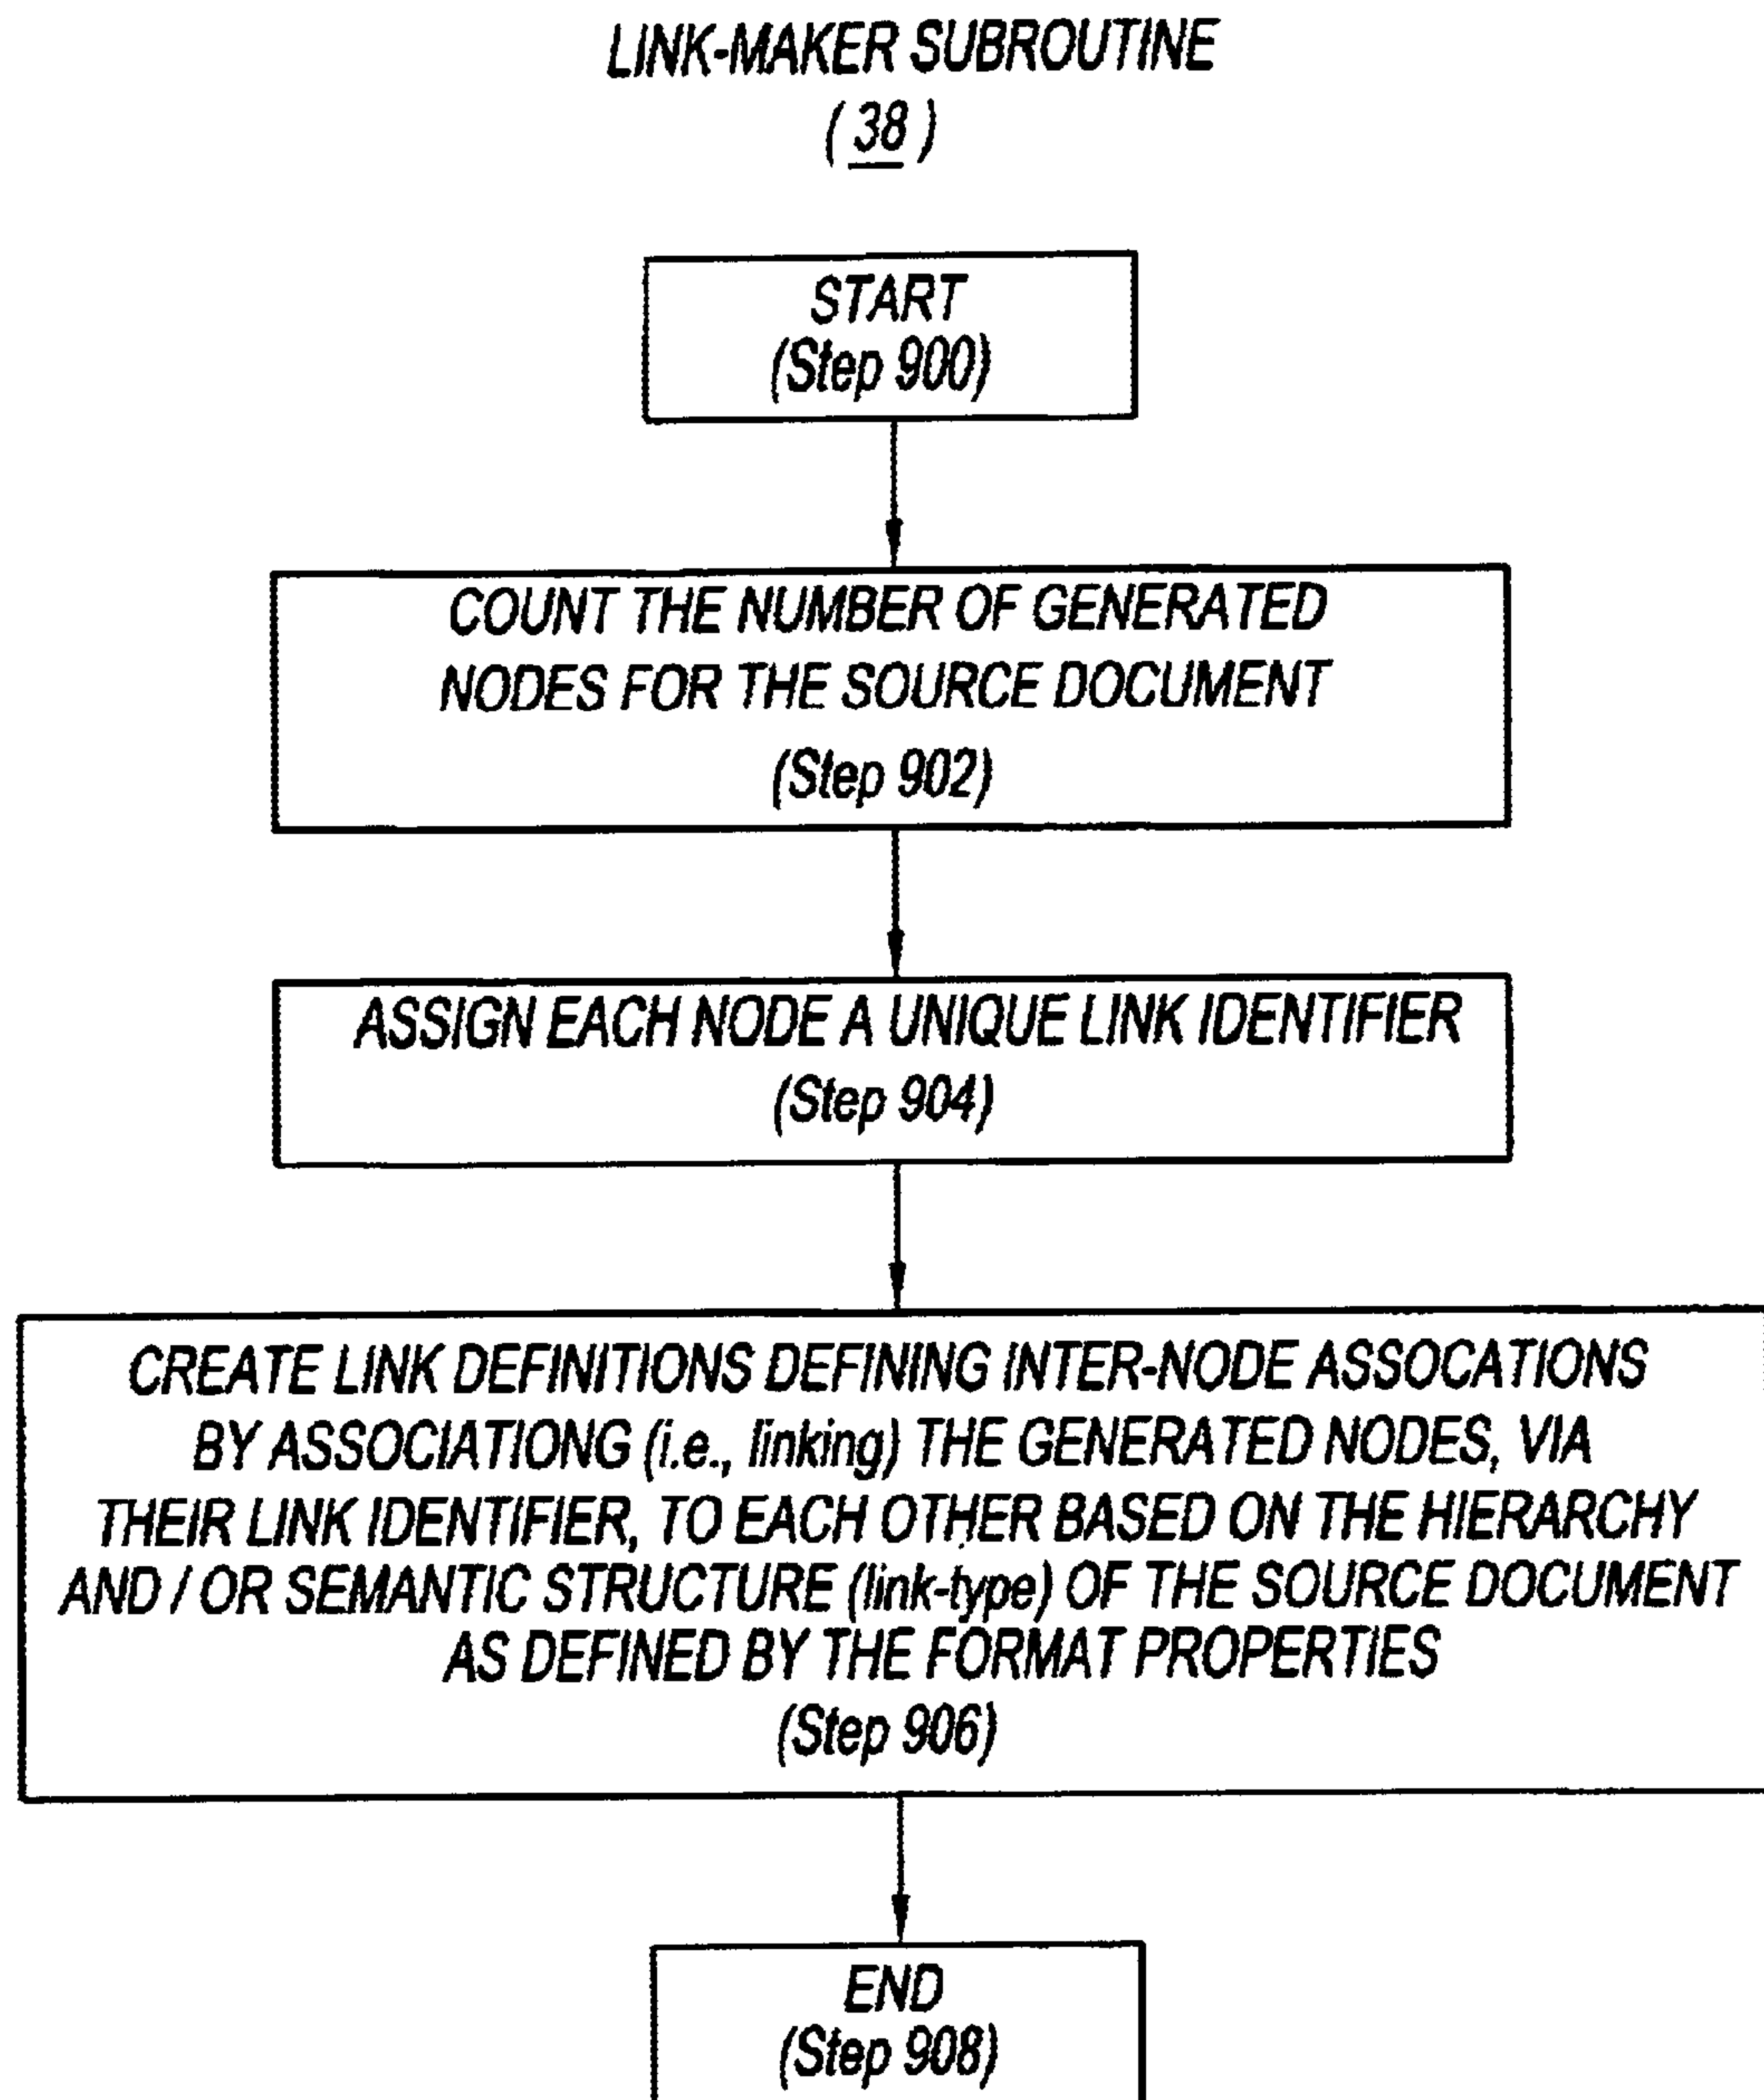 LINK-MAKER SUBROUTINE
(38)
START
(Step 900)
COUNT THE NUMBER OF GENERATED
NODES FOR THE SOURCE DOCUMENT
(Step 902)
ASSIGN EACH NODE A UNIQUE LINK IDENTIFIER
(Step 904)
CREATE LINK DEFINITIONS DEFINING INTER-NODE ASSOCATIONS
BY ASSOCIATIONG (i.e., linking) THE GENERATED NODES, VIA
THEIR LINK IDENTIFIER, TO EACH OTHER BASED ON THE HIERARCHY
AND / OR SEMANTIC STRUCTURE (link-type) OF THE SOURCE DOCUMENT
AS DEFINED BY THE FORMAT PROPERTIES
(Step 906)
END
(Step 908)